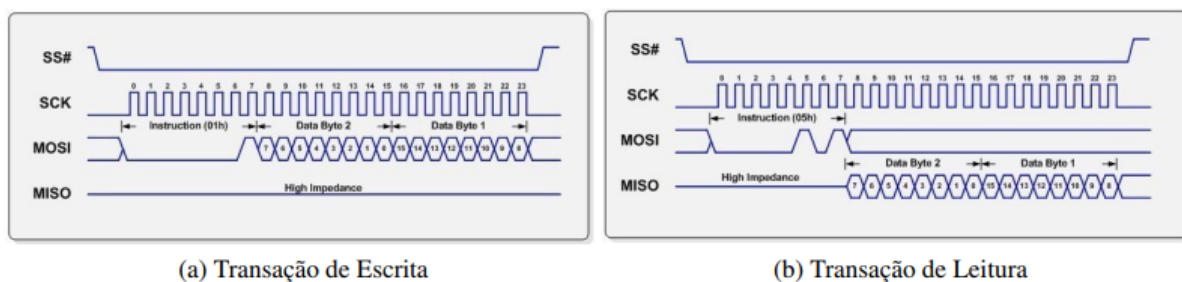 SS#
SCK
0 1 2 3 4 5 6 7 8 9 10 11 12 13 14 15 16 17 18 19 20 21 22 23
Instruction (01h) Data Byte 2 Data Byte 1
MOSI
7 6 5 4 3 2 1 0 15 14 13 12 11 10 9 8
High Impedance
MISO
(a) Transação de Escrita
SS#
0 1 2 3 4 5 6 7 8 9 10 11 12 13 14 15 16 17 18 19 20 21 22 23
SCK
Instruction (05h)
MOSI
Data Byte 2 Data Byte 1
High Impedance
MISO
7 6 5 4 3 2 1 0 15 14 13 12 11 10 9 8
(b) Transação de Leitura